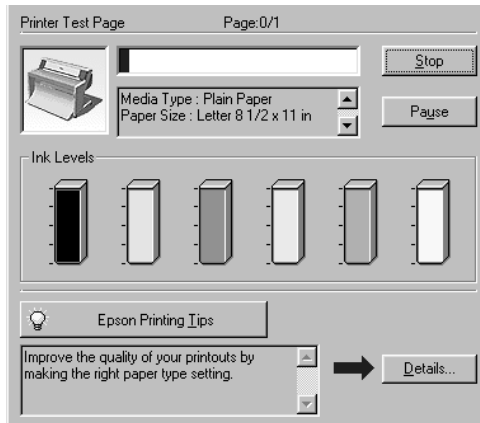 Printer Test Page Page:0/1
Stop
Media Type : Plain Paper
Paper Size : Letter 8 1/2 x 11 in
Pause
Ink Levels
Epson Printing Tips
Improve the quality of your printouts by
making the right paper type setting.
Details...